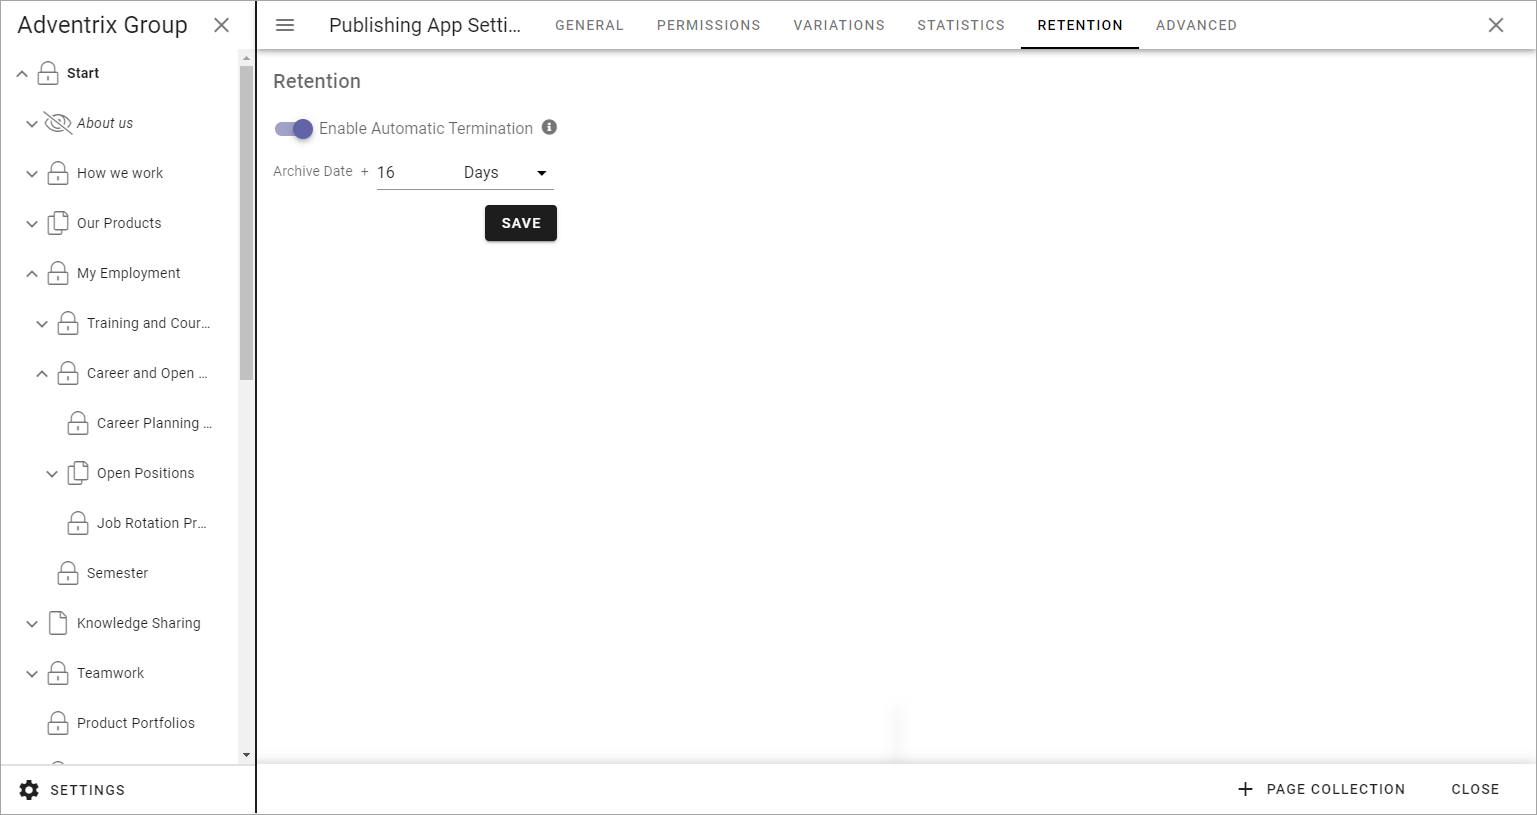 Adventrix Group
Start
About us
How we work
Our Products
My Employment
Training and Cour...
Career and Open ...
Career Planning ...
Open Positions
Job Rotation Pr...
Semester
Knowledge Sharing
Teamwork
Product Portfolios
SETTINGS
Publishing App Setti... GENERAL PERMISSIONS VARIATIONS STATISTICS RETENTION ADVANCED
Retention
Enable Automatic Termination
Archive Date + 16 Days
SAVE
+ PAGE COLLECTION CLOSE